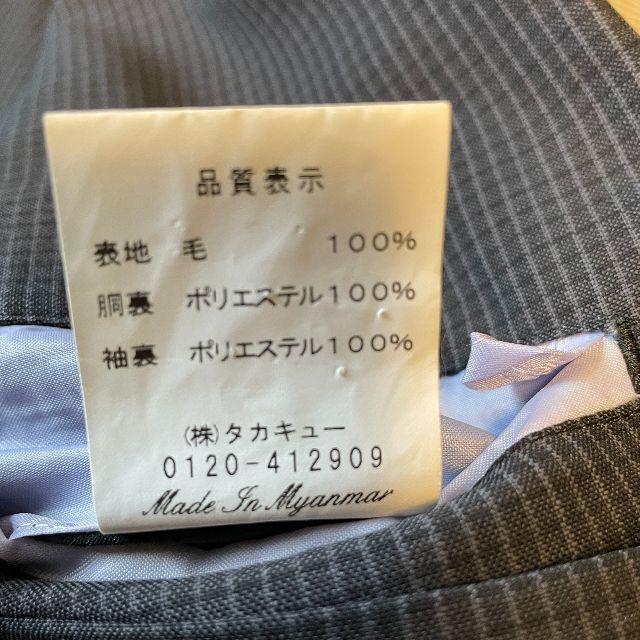 品質表示
表地 毛 100%
胴裏 ポリエステル100%
袖裏 ポリエステル100%
(株)タカキュー
0120-412909
Made In Myanmar